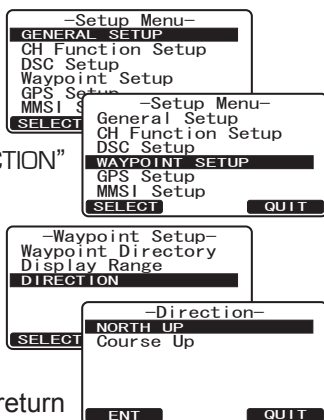 –Setup Menu–
GENERAL SETUP
CH Function Setup
DSC Setup
Waypoint Setup
GPS Setup
MMSI S
SELECT
–Setup Menu–
General Setup
CH Function Setup
DSC Setup
WAYPOINT SETUP
GPS Setup
MMSI Setup
SELECT QUIT
CTION”
–Waypoint Setup–
Waypoint Directory
Display Range
DIRECTION
SELECT
–Direction–
NORTH UP
Course Up
ENT QUIT
return